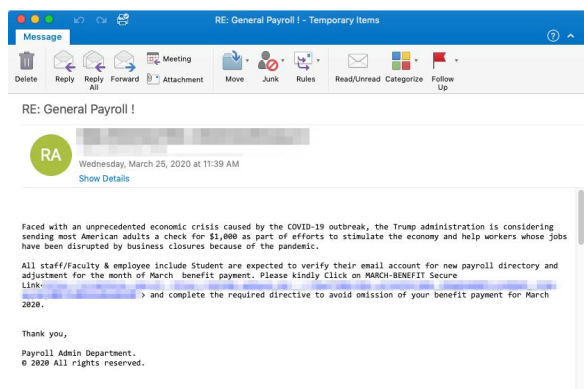 RE: General Payroll ! - Temporary Items
Message
Delete
Reply
Reply All
Forward
Meeting
Attachment
Move
Junk
Rules
Read/Unread
Categorize
Follow Up
RE: General Payroll !
RA
Wednesday, March 25, 2020 at 11:39 AM
Show Details
Faced with an unprecedented economic crisis caused by the COVID-19 outbreak, the Trump administration is considering
sending most American adults a check for $1,000 as part of efforts to stimulate the economy and help workers whose jobs
have been disrupted by business closures because of the pandemic.
All staff/Faculty & employee include Student are expected to verify their email account for new payroll directory and
adjustment for the month of March  benefit payment. Please kindly Click on MARCH-BENEFIT Secure
Link
> and complete the required directive to avoid omission of your benefit payment for March
2020.
Thank you,
Payroll Admin Department.
© 2020 All rights reserved.